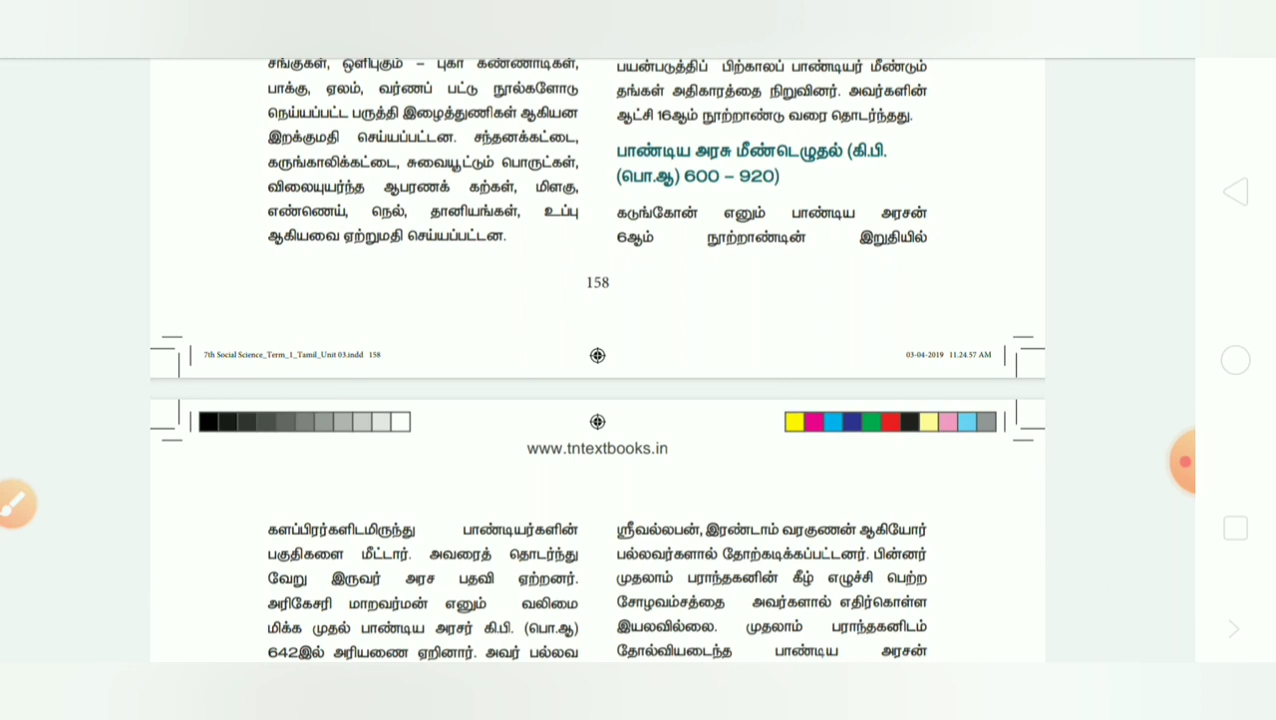 சங்குகள், ஒளிபுகும் – புகா கண்ணாடிகள்,
பாக்கு, ஏலம், வர்ணப் பட்டு நூல்களோடு
நெய்யப்பட்ட பருத்தி இழைத்துணிகள் ஆகியன
இறக்குமதி செய்யப்பட்டன. சந்தனக்கட்டை,
கருங்காலிக்கட்டை, சுவையூட்டும் பொருட்கள்,
விலையுயர்ந்த ஆபரணக் கற்கள், மிளகு,
எண்ணெய், நெல், தானியங்கள், உப்பு
ஆகியவை ஏற்றுமதி செய்யப்பட்டன.
பயன்படுத்திப் பிற்காலப் பாண்டியர் மீண்டும்
தங்கள் அதிகாரத்தை நிறுவினர். அவர்களின்
ஆட்சி 16ஆம் நூற்றாண்டு வரை தொடர்ந்தது.
பாண்டிய அரசு மீண்டெழுதல் (கி.பி.
(பொ.ஆ) 600 – 920)
கடுங்கோன் எனும் பாண்டிய அரசன்
6ஆம் நூற்றாண்டின் இறுதியில்
158
7th Social Science_Term_1_Tamil_Unit 03.indd 158
03-04-2019 11.24.57 AM
www.tntextbooks.in
களப்பிரர்களிடமிருந்து பாண்டியர்களின்
பகுதிகளை மீட்டார். அவரைத் தொடர்ந்து
வேறு இருவர் அரச பதவி ஏற்றனர்.
அரிகேசரி மாறவர்மன் எனும் வலிமை
மிக்க முதல் பாண்டிய அரசர் கி.பி. (பொ.ஆ)
642இல் அரியணை ஏறினார். அவர் பல்லவ
ஸ்ரீவல்லபன், இரண்டாம் வரகுணன் ஆகியோர்
பல்லவர்களால் தோற்கடிக்கப்பட்டனர். பின்னர்
முதலாம் பராந்தகனின் கீழ் எழுச்சி பெற்ற
சோழவம்சத்தை அவர்களால் எதிர்கொள்ள
இயலவில்லை. முதலாம் பராந்தகனிடம்
தோல்வியடைந்த பாண்டிய அரசன்